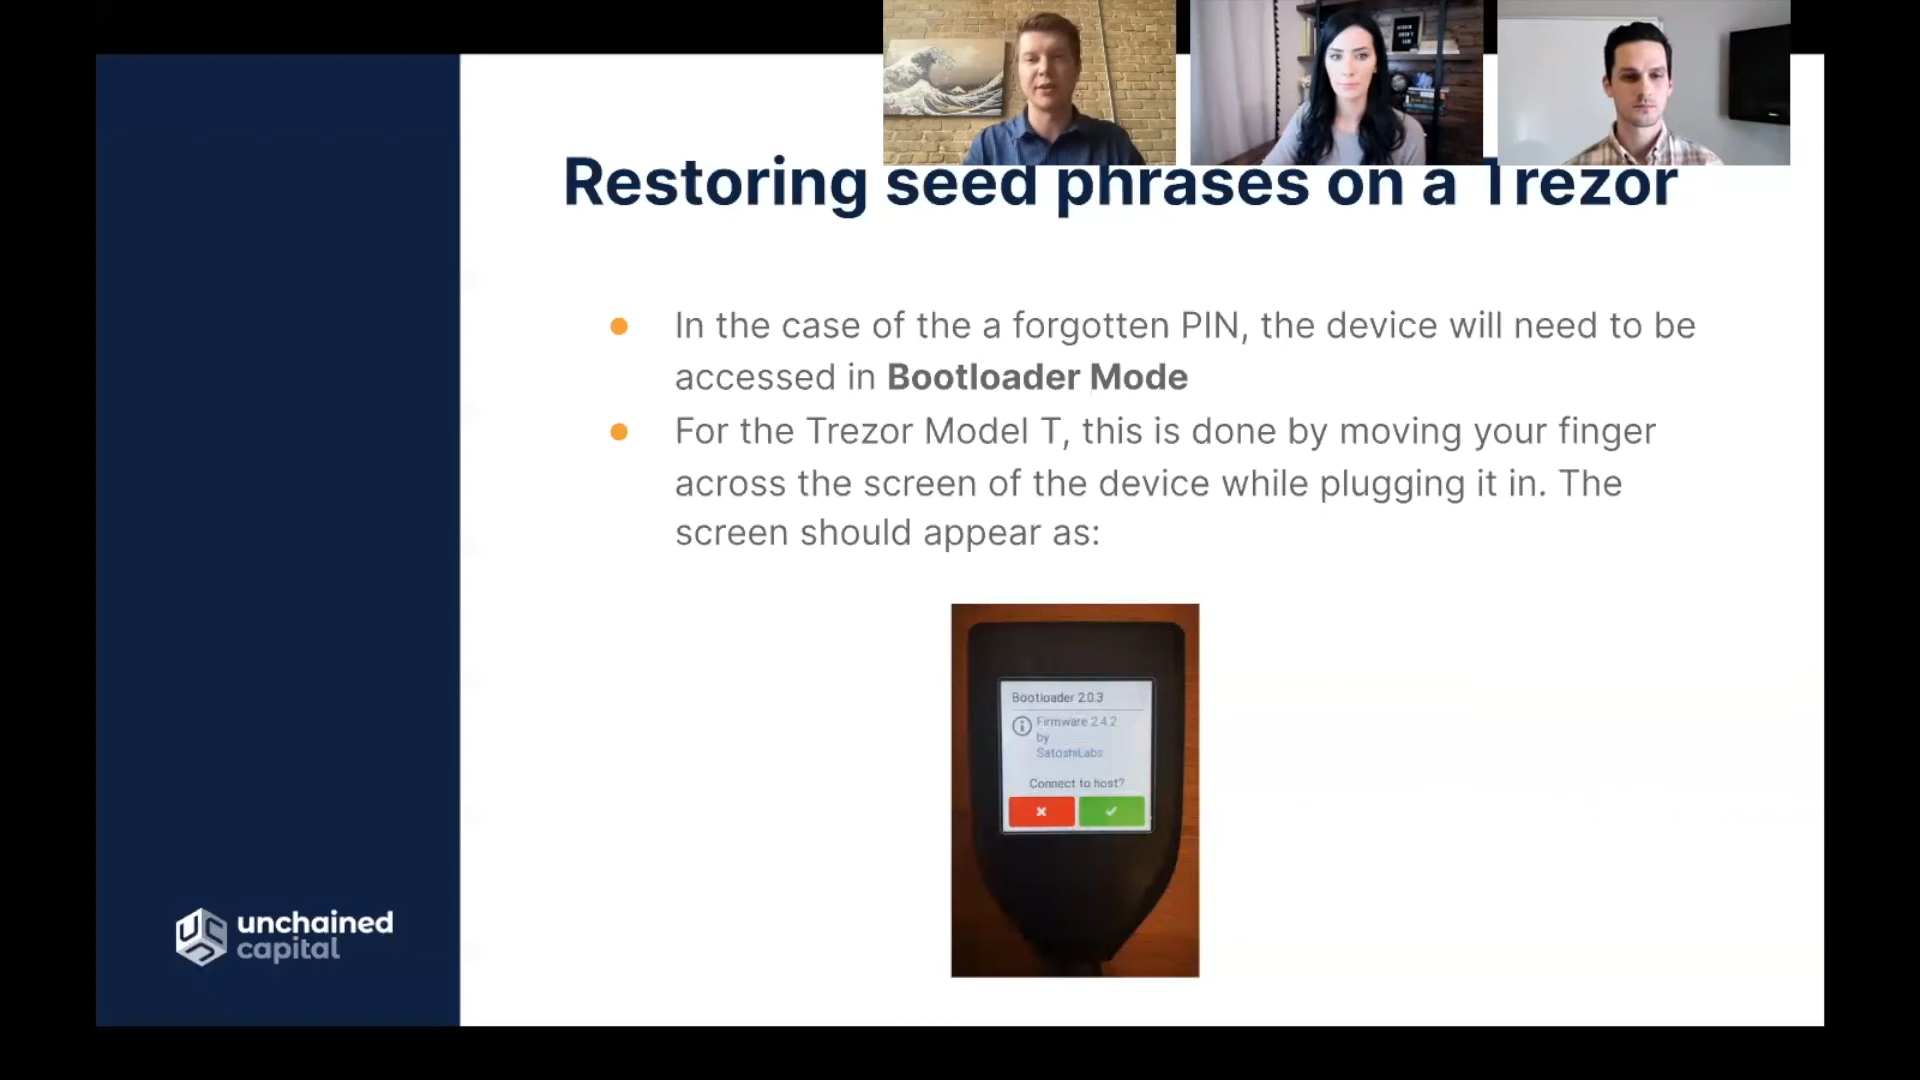 Restoring seed phrases on a Trezor
In the case of the a forgotten PIN, the device will need to be
accessed in Bootloader Mode
For the Trezor Model T, this is done by moving your finger
across the screen of the device while plugging it in. The
screen should appear as:
Bootloader 2.0.3
Firmware 2.4.2
by
SatoshiLabs
Connect to host?
unchained
capital